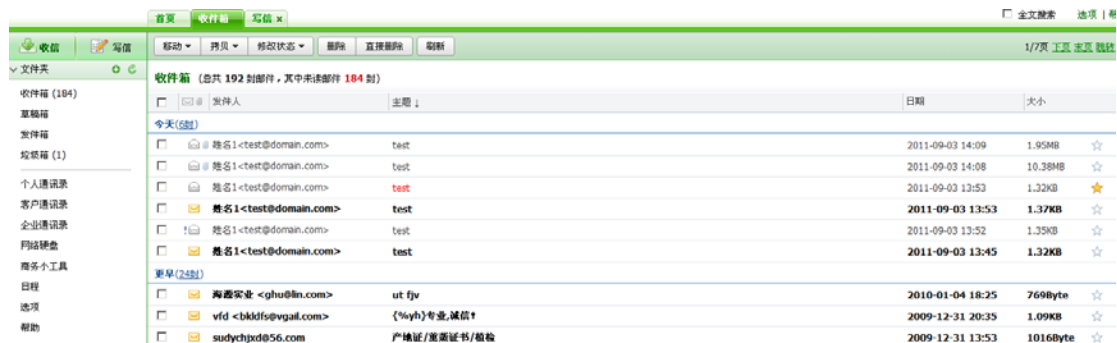 首页 收件箱 写信 x 全文搜索 选项 | 帮
收信 写信 移动 拷贝 修改状态 删除 直接删除 刷新 1/7页 下页 末页 跳转
文件夹
收件箱 (184)
草稿箱
发件箱
垃圾箱 (1)
个人通讯录
客户通讯录
企业通讯录
网络硬盘
商务小工具
日程
选项
帮助
收件箱 (总共 192 封邮件，其中未读邮件 184 封)
发件人 主题↓ 日期 大小
今天(6封)
姓名1<test@domain.com> test 2011-09-03 14:09 1.95MB
姓名1<test@domain.com> test 2011-09-03 14:08 10.38MB
姓名1<test@domain.com> test 2011-09-03 13:53 1.32KB
姓名1<test@domain.com> test 2011-09-03 13:53 1.37KB
! 姓名1<test@domain.com> test 2011-09-03 13:52 1.35KB
姓名1<test@domain.com> test 2011-09-03 13:45 1.32KB
更早(24封)
海源实业 <ghu@lin.com> ut fjv 2010-01-04 18:25 769Byte
vfd <bkldfs@vgail.com> {%yh}专业,诚信! 2009-12-31 20:35 1.09KB
sudychjxd@56.com 产地证/熏蒸证书/植检 2009-12-31 13:53 1016Byte